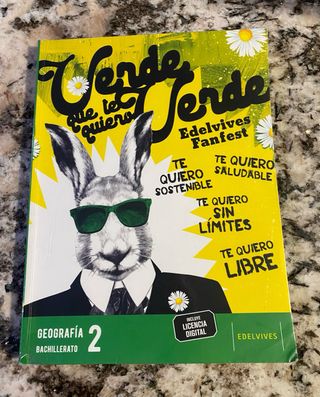 Verde
que te
quiero
Verde
Edelvives
Fanfest
TE
QUIERO
SOSTENIBLE
TE QUIERO
SALUDABLE
TE QUIERO
SIN
LÍMITES
TE QUIERO
LIBRE
GEOGRAFÍA
BACHILLERATO
2
INCLUYE
LICENCIA
DIGITAL
EDELVIVES